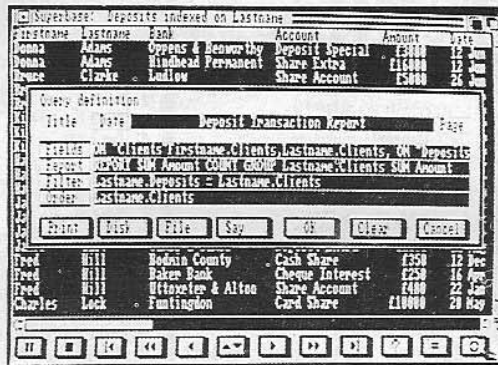 Superbase: Deposits indexed on Lastname
Firstname Lastname Bank Account Amount Date
Donna Adams Oppens & Benworthy Deposit Special £3000 12 Jun
Donna Adams Hindhead Permanent Share Extra £16000 12 Jun
Bruce Clarke Ludlow Share Account £5000 26 Jun
Query definition
Title Date Deposit Transaction Report Page
Fields ON "Clients"Firstname.Clients,Lastname.Clients, ON "Deposits
Report REPORT SUM Amount COUNT GROUP Lastname.Clients SUM Amount
Filter Lastname.Deposits = Lastname.Clients
Order Lastname.Clients
Print Disk File Say OK Clear Cancel
Fred Hill Bodmin County Cash Share £350 12 Dec
Fred Hill Baker Bank Cheque Interest £250 16
Fred Hill Uttoxeter & Alton Share Account £480 22 Jan
Charles Lock Funtingdon Card Share £10000 20 May